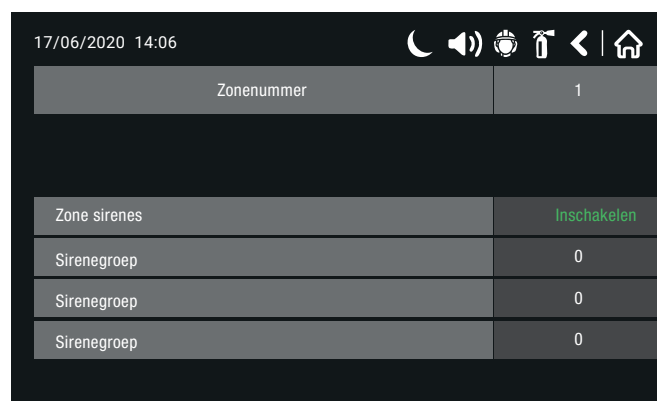 17/06/2020 14:06
Zonenummer 1
Zone sirenes Inschakelen
Sirenegroep 0
Sirenegroep 0
Sirenegroep 0